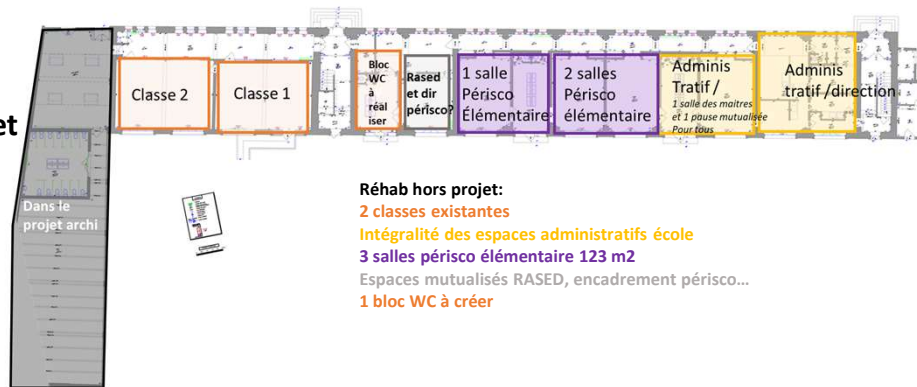 Classe 2
Classe 1
Bloc
WC
à
réal
iser
Rased
et dir
périsco?
1 salle
Périsco
Élémentaire
2 salles
Périsco
élémentaire
Adminis
Tratif /
1 salle des maitres
et 1 pause mutualisée
Pour tous
Adminis
tratif /direction
et
Dans le
projet archi
Réhab hors projet:
2 classes existantes
Intégralité des espaces administratifs école
3 salles périsco élémentaire 123 m2
Espaces mutualisés RASED, encadrement périsco…
1 bloc WC à créer